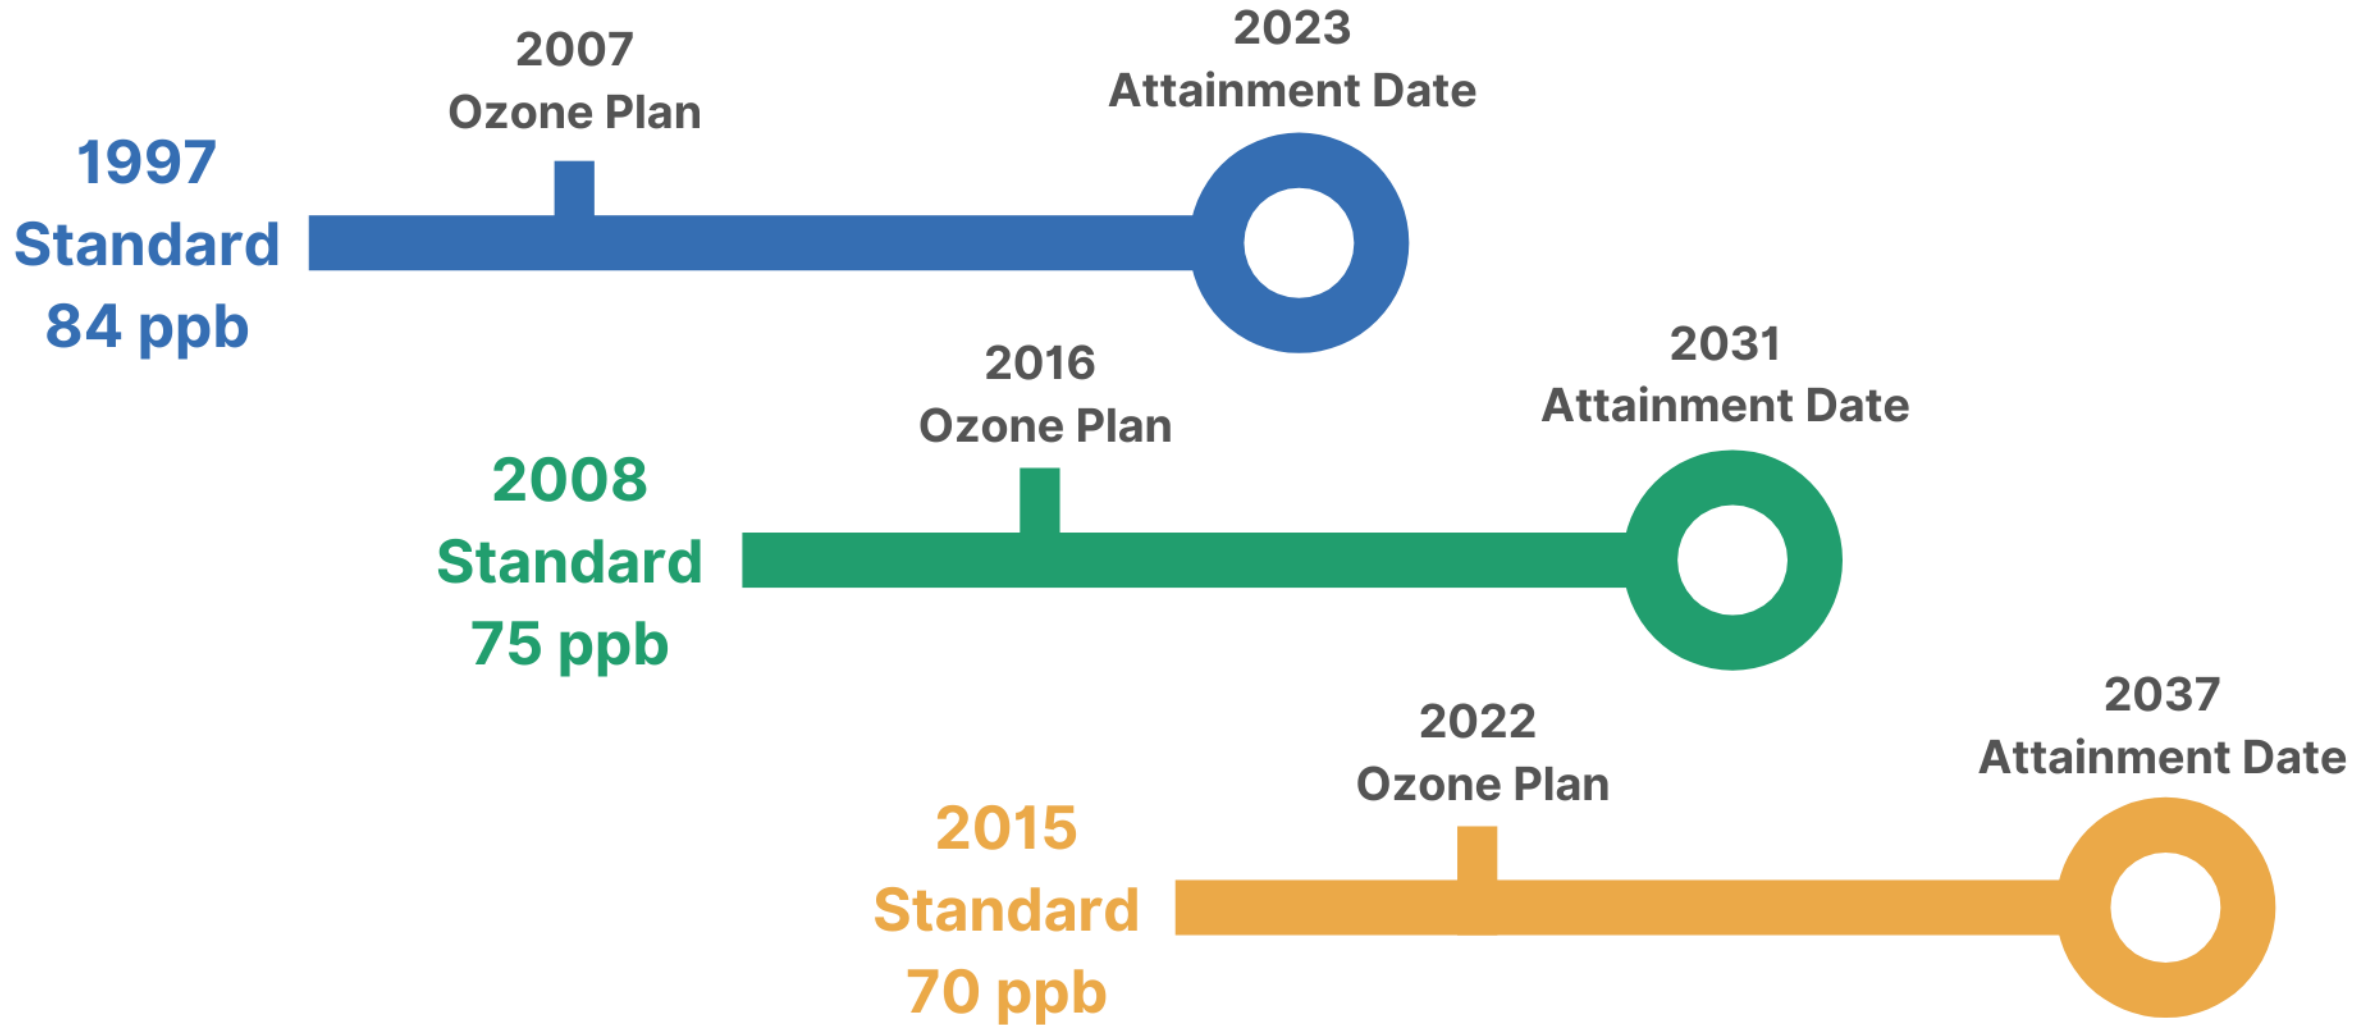 1997
Standard
84 ppb
2007
Ozone Plan
2023
Attainment Date
2008
Standard
75 ppb
2016
Ozone Plan
2031
Attainment Date
2015
Standard
70 ppb
2022
Ozone Plan
2037
Attainment Date